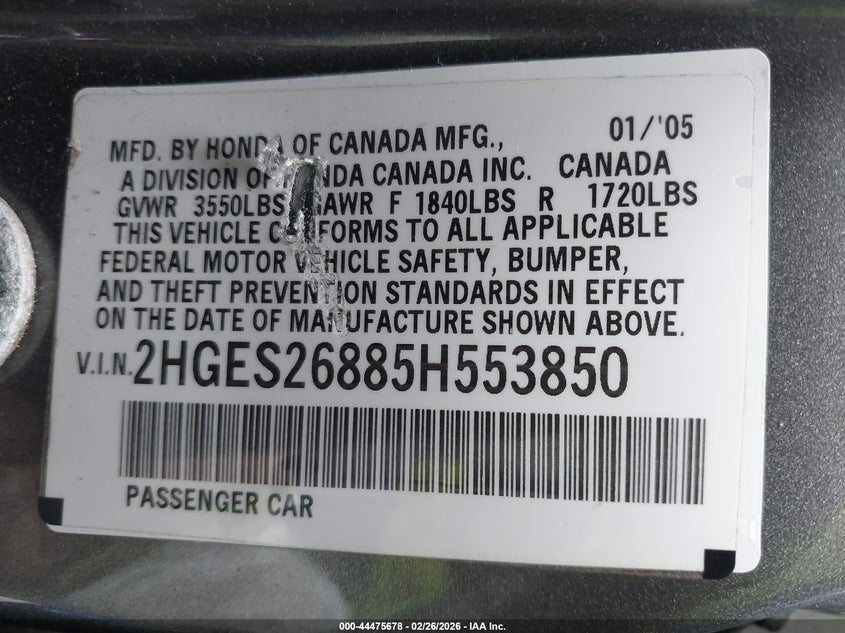 01/'05
MFD. BY HONDA OF CANADA MFG.,
A DIVISION OF HONDA CANADA INC. CANADA
GVWR 3550LBS GAWR F 1840LBS R 1720LBS
THIS VEHICLE CONFORMS TO ALL APPLICABLE
FEDERAL MOTOR VEHICLE SAFETY, BUMPER,
AND THEFT PREVENTION STANDARDS IN EFFECT
ON THE DATE OF MANUFACTURE SHOWN ABOVE.
V.I.N. 2HGES26885H553850
PASSENGER CAR
000-44475678 - 02/26/2026 - IAA Inc.